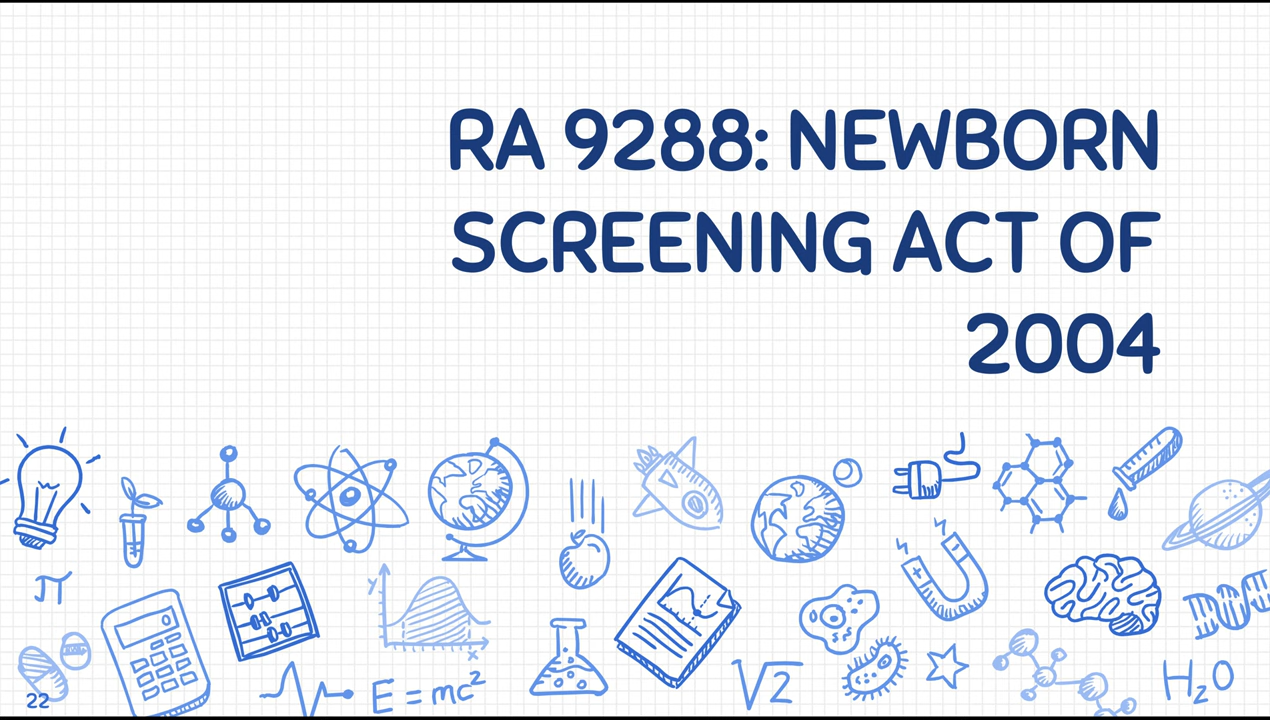 RA 9288: NEWBORN
SCREENING ACT OF
2004
π
y
x
E = mc²
√2
H₂O
22